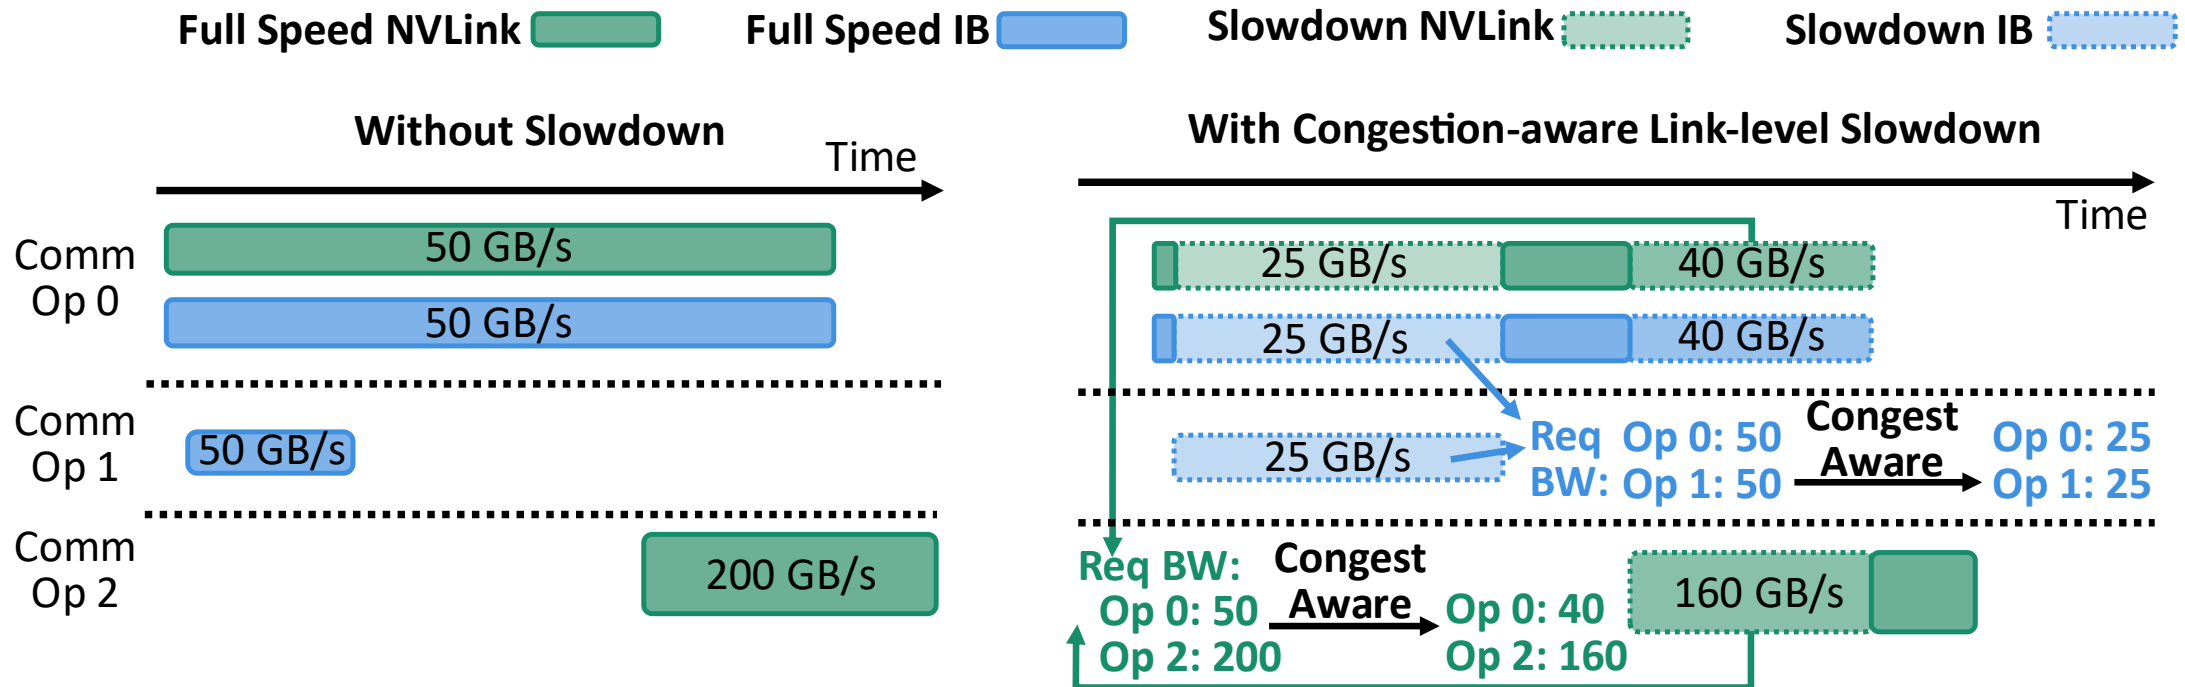 Full Speed NVLink
Full Speed IB
Slowdown NVLink
Slowdown IB
Without Slowdown
Time
Comm
Op 0
50 GB/s
50 GB/s
Comm
Op 1
50 GB/s
Comm
Op 2
200 GB/s
With Congestion-aware Link-level Slowdown
Time
25 GB/s
40 GB/s
25 GB/s
40 GB/s
25 GB/s
Req Op 0: 50
BW: Op 1: 50
Congest
Aware
Op 0: 25
Op 1: 25
Req BW:
Op 0: 50
Op 2: 200
Congest
Aware
Op 0: 40
Op 2: 160
160 GB/s